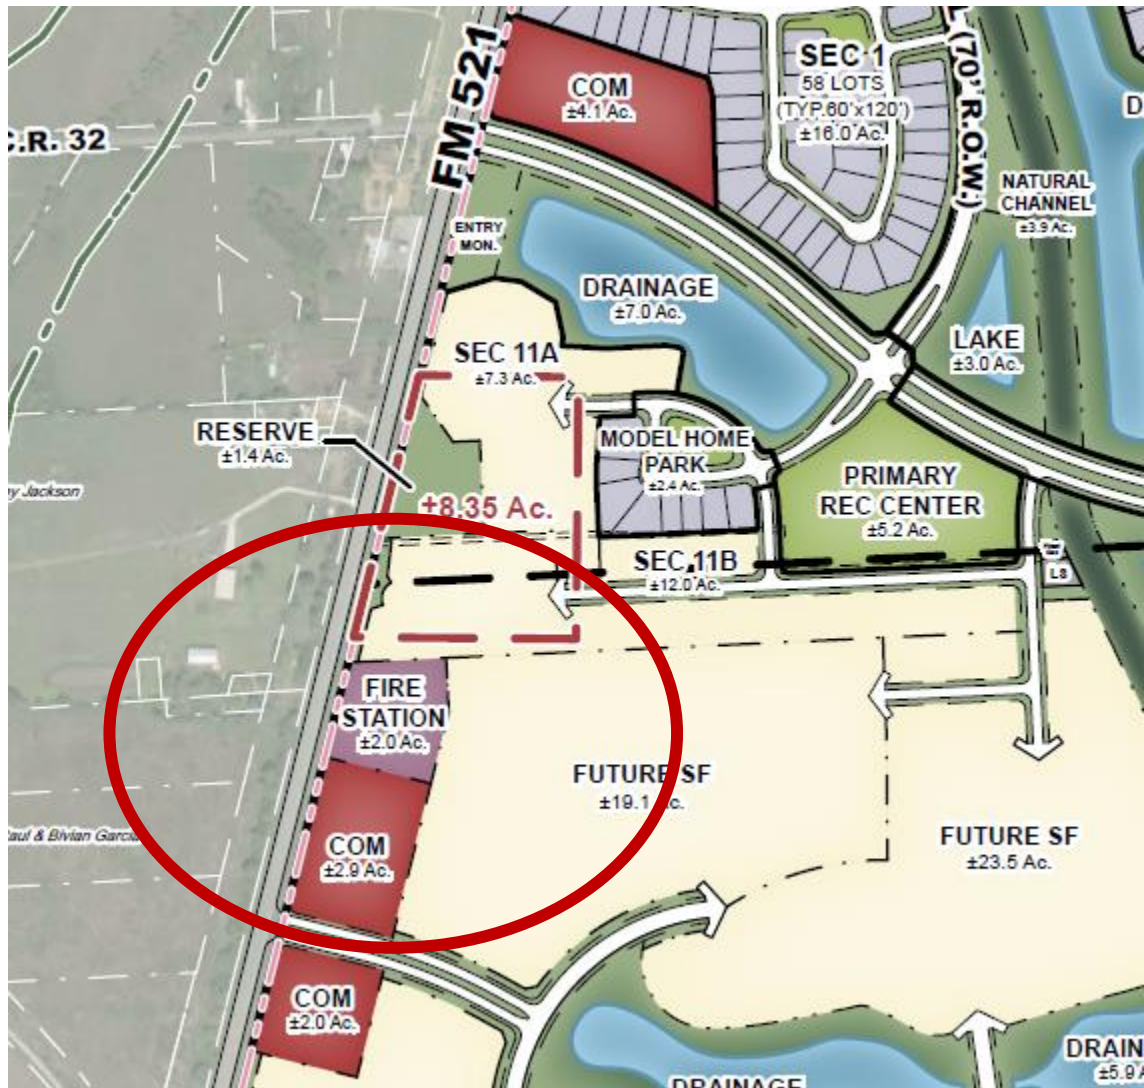 FM 521
COM
±4.1 Ac.
SEC 1
58 LOTS
(TYP.60'x120')
±16.0 Ac.
(70' R.O.W.)
C.R. 32
NATURAL
CHANNEL
±3.9 Ac.
ENTRY
MON.
DRAINAGE
±7.0 Ac.
LAKE
±3.0 Ac.
SEC 11A
±7.3 Ac.
RESERVE
±1.4 Ac.
MODEL HOME
PARK
±2.4 Ac.
PRIMARY
REC CENTER
±5.2 Ac.
Jackson
±8.35 Ac.
SEC 11B
±12.0 Ac.
LS
FIRE
STATION
±2.0 Ac.
FUTURE SF
±19.1 Ac.
COM
±2.9 Ac.
& Bivian Garcia
FUTURE SF
±23.5 Ac.
COM
±2.0 Ac.
DRAINAGE
DRAIN
±5.9